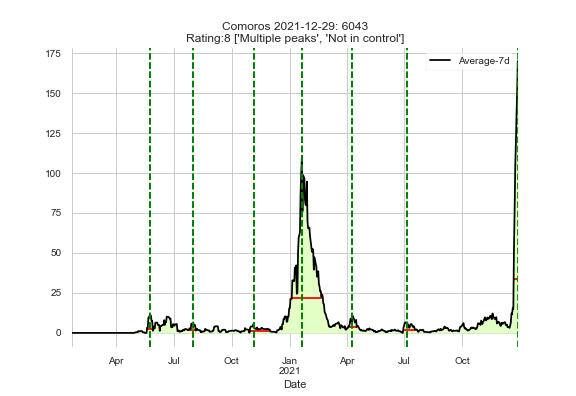 Comoros 2021-12-29: 6043
Rating:8 ['Multiple peaks', 'Not in control']
Average-7d
175
150
125
100
75
50
25
0
Apr Jul Oct Jan Apr Jul Oct
2021
Date